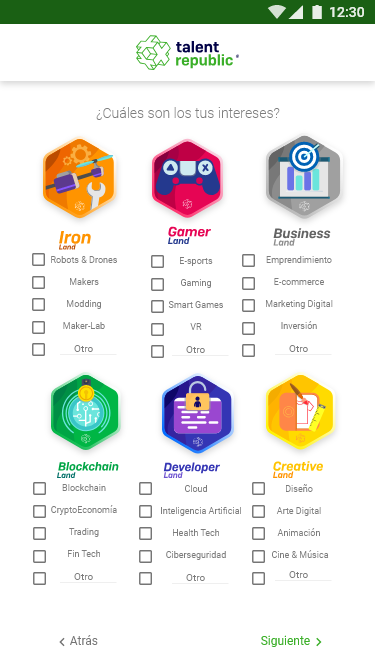 12:30
talent
republic
¿Cuáles son los tus intereses?
Iron
Land
Gamer
Land
Business
Land
Robots & Drones
E-sports
Emprendimiento
Makers
Gaming
E-commerce
Modding
Smart Games
Marketing Digital
Maker-Lab
VR
Inversión
Otro
Otro
Otro
Blockchain
Land
Developer
Land
Creative
Land
Blockchain
Cloud
Diseño
CryptoEconomía
Inteligencia Artificial
Arte Digital
Trading
Health Tech
Animación
Fin Tech
Ciberseguridad
Cine & Música
Otro
Otro
Otro
Atrás
Siguiente